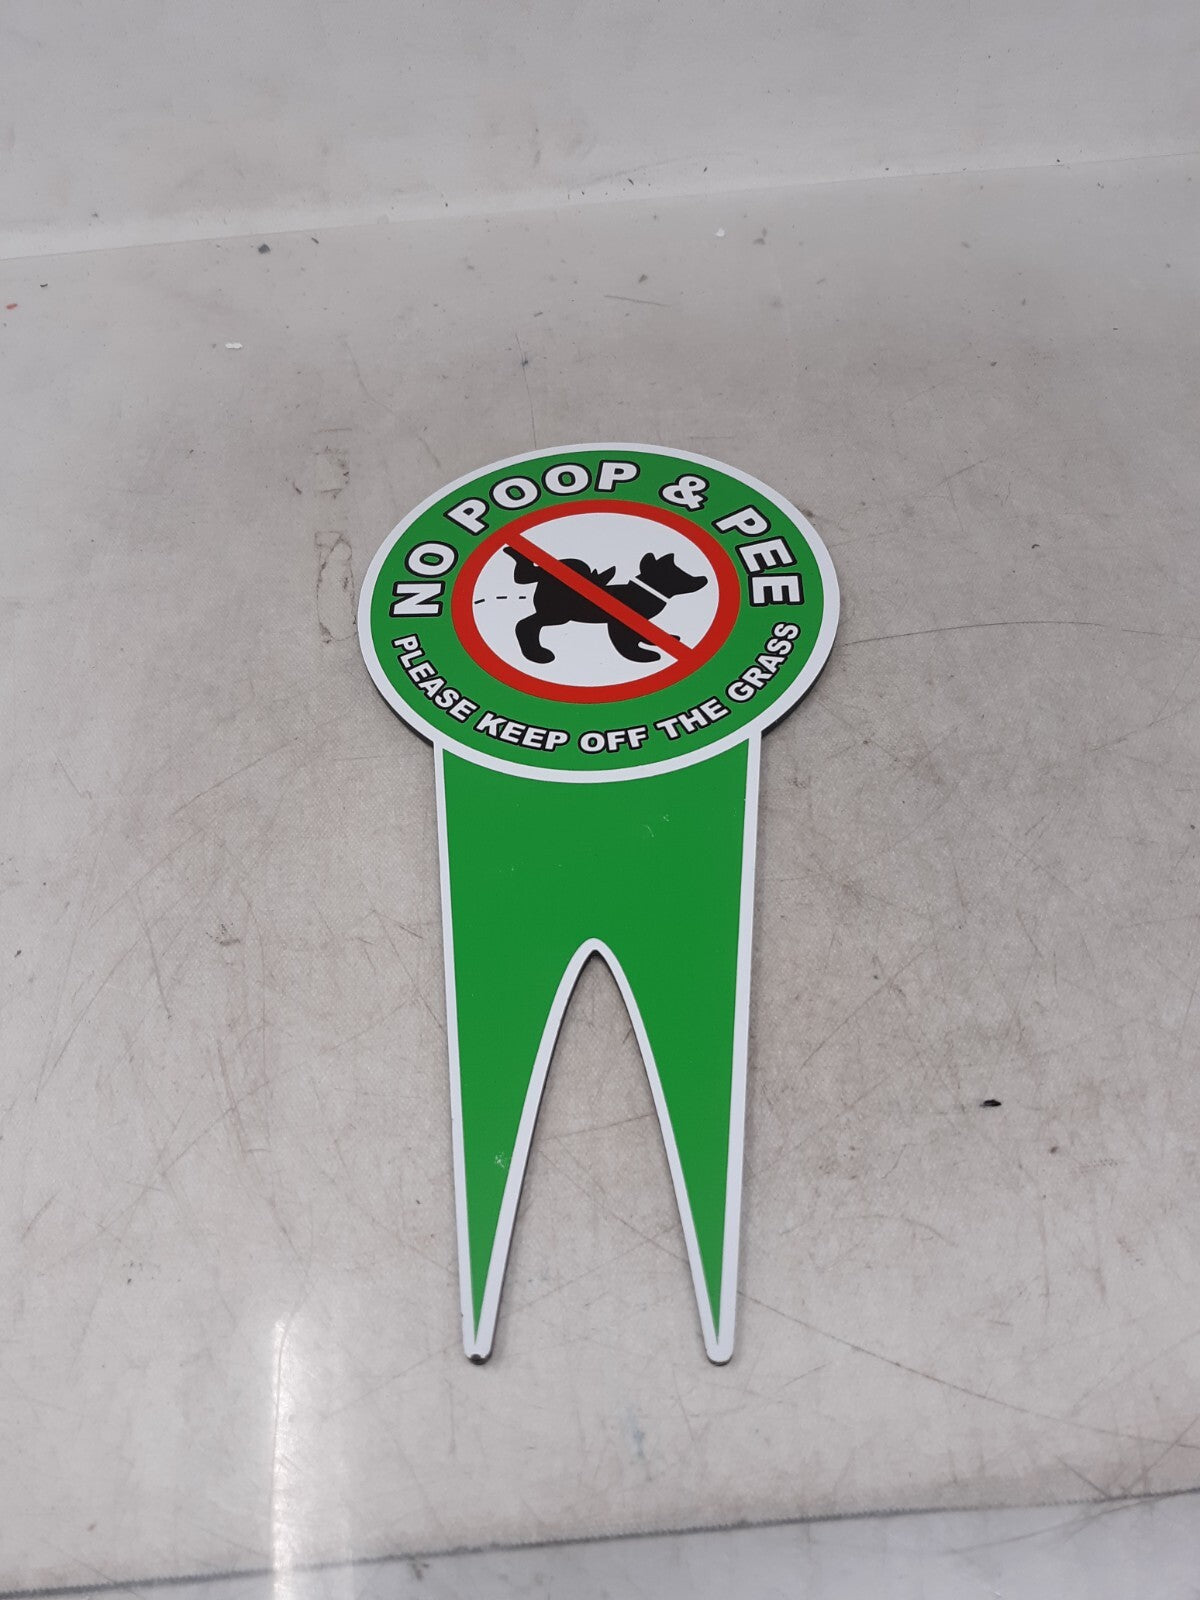 NO POOP & PEE
PLEASE KEEP OFF THE GRASS